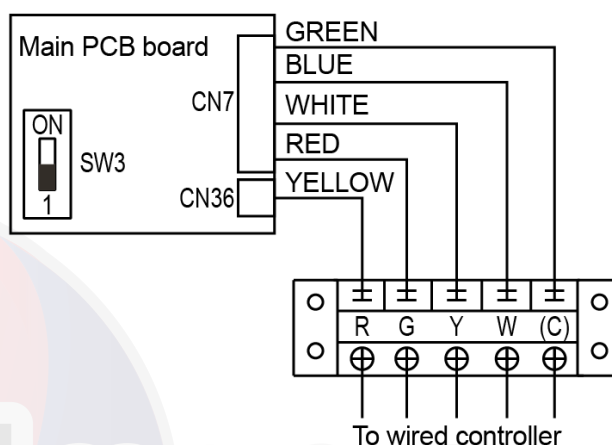 GREEN
Main PCB board
BLUE
CN7
WHITE
ON
RED
SW3
YELLOW
CN36
1
R G Y W (C)
To wired controller